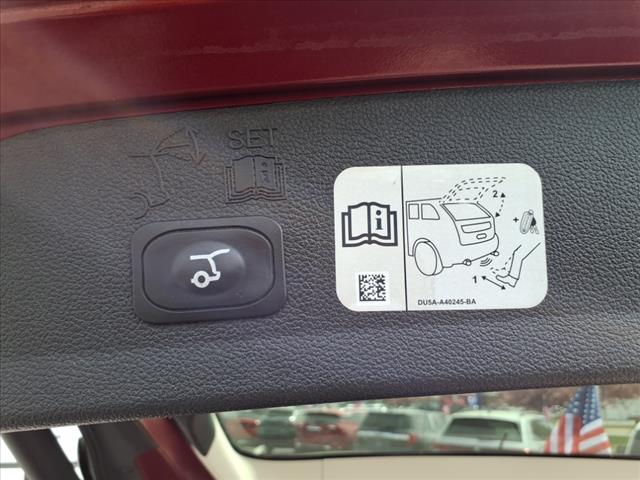 SET
i
i
2
+
1
DU5A-A40245-BA